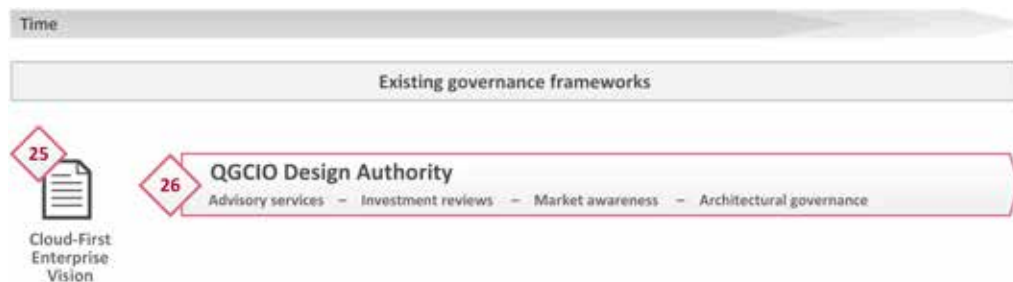 Time
Existing governance frameworks
25
26
QGCIO Design Authority
Advisory services – Investment reviews – Market awareness – Architectural governance
Cloud-First
Enterprise
Vision